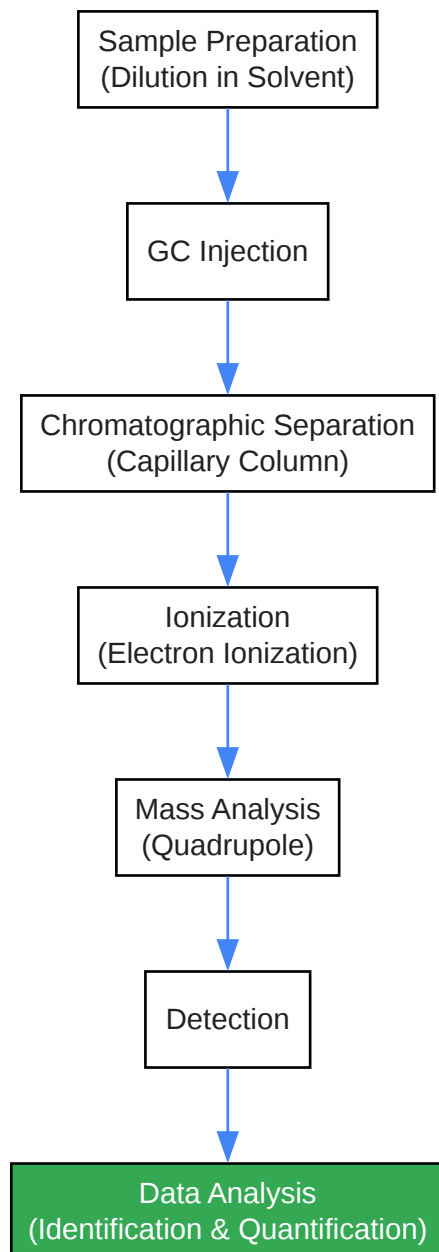 Sample Preparation
(Dilution in Solvent)
GC Injection
Chromatographic Separation
(Capillary Column)
Ionization
(Electron Ionization)
Mass Analysis
(Quadrupole)
Detection
Data Analysis
(Identification & Quantification)